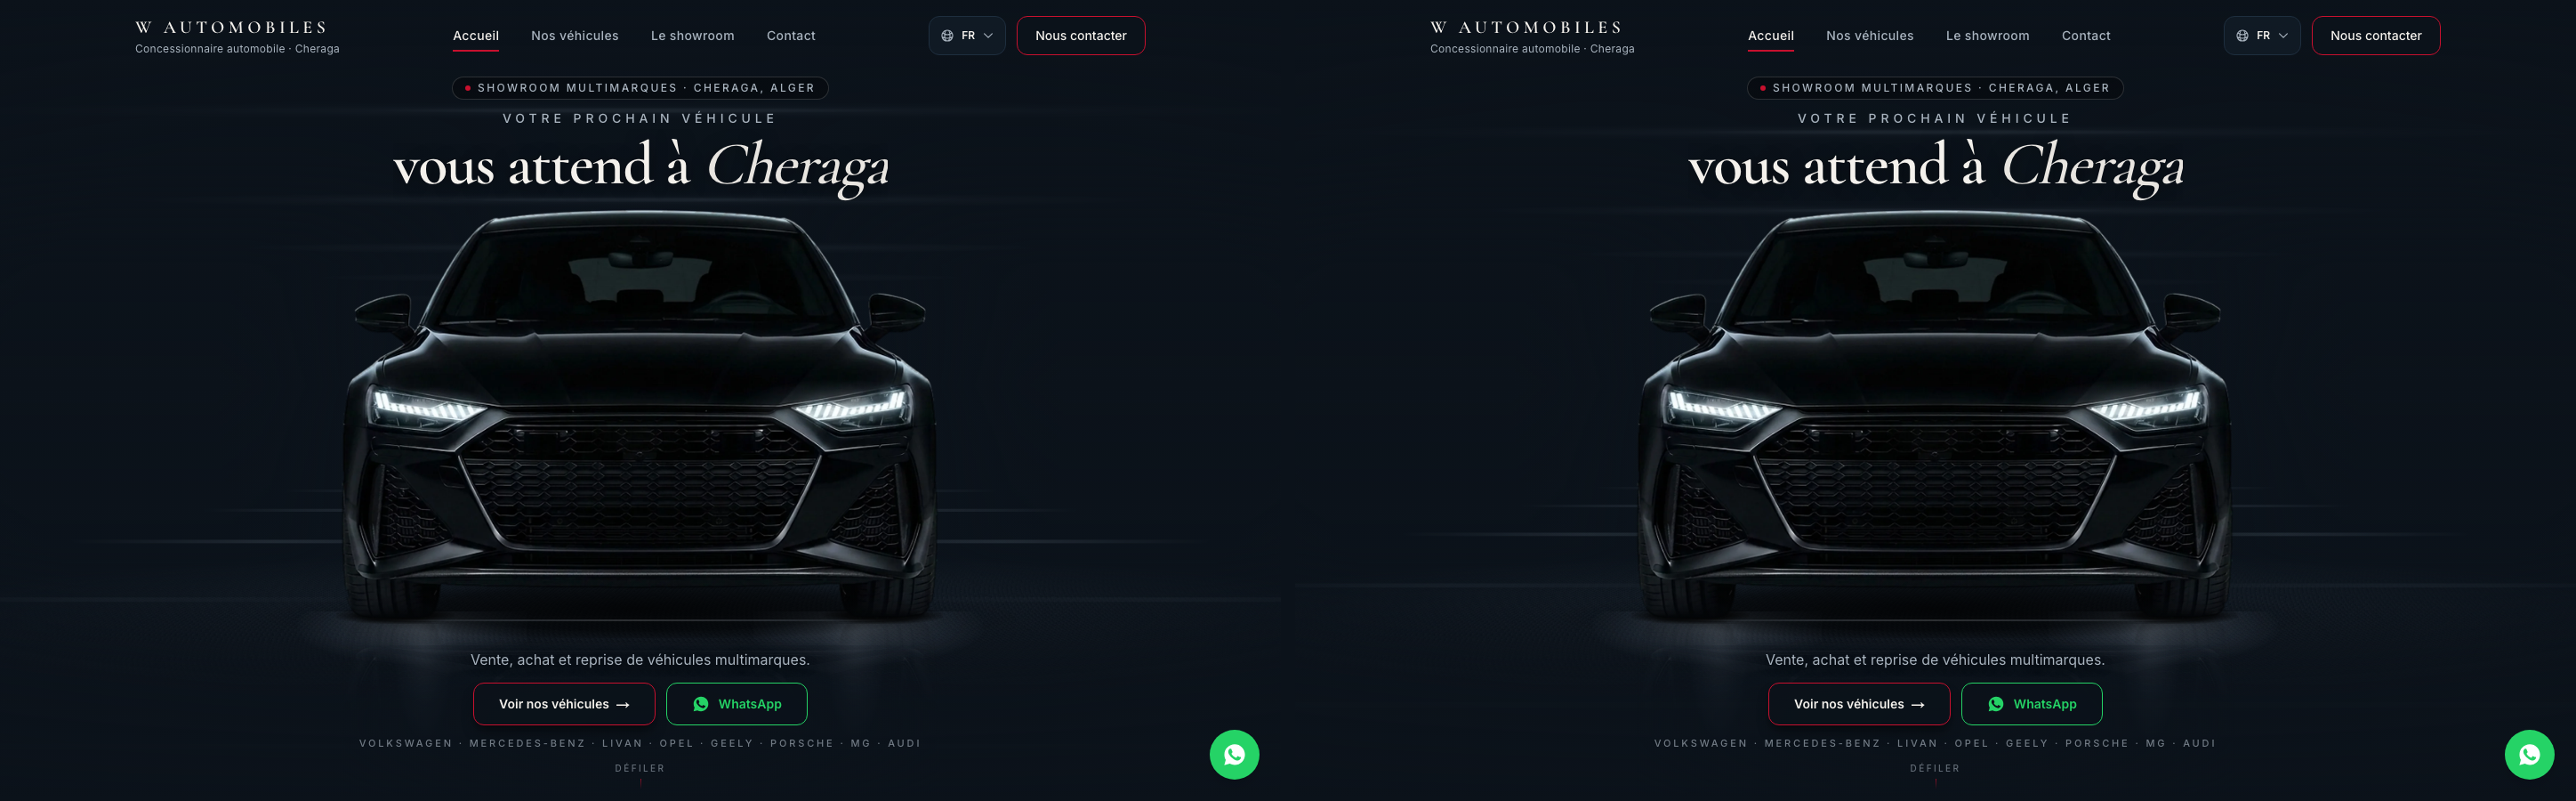 W AUTOMOBILES
Concessionnaire automobile · Cheraga
Accueil
Nos véhicules
Le showroom
Contact
FR
Nous contacter
SHOWROOM MULTIMARQUES · CHERAGA, ALGER
VOTRE PROCHAIN VÉHICULE
vous attend à Cheraga
Vente, achat et reprise de véhicules multimarques.
Voir nos véhicules →
WhatsApp
VOLKSWAGEN · MERCEDES-BENZ · LIVAN · OPEL · GEELY · PORSCHE · MG · AUDI
DÉFILER
W AUTOMOBILES
Concessionnaire automobile · Cheraga
Accueil
Nos véhicules
Le showroom
Contact
FR
Nous contacter
SHOWROOM MULTIMARQUES · CHERAGA, ALGER
VOTRE PROCHAIN VÉHICULE
vous attend à Cheraga
Vente, achat et reprise de véhicules multimarques.
Voir nos véhicules →
WhatsApp
VOLKSWAGEN · MERCEDES-BENZ · LIVAN · OPEL · GEELY · PORSCHE · MG · AUDI
DÉFILER